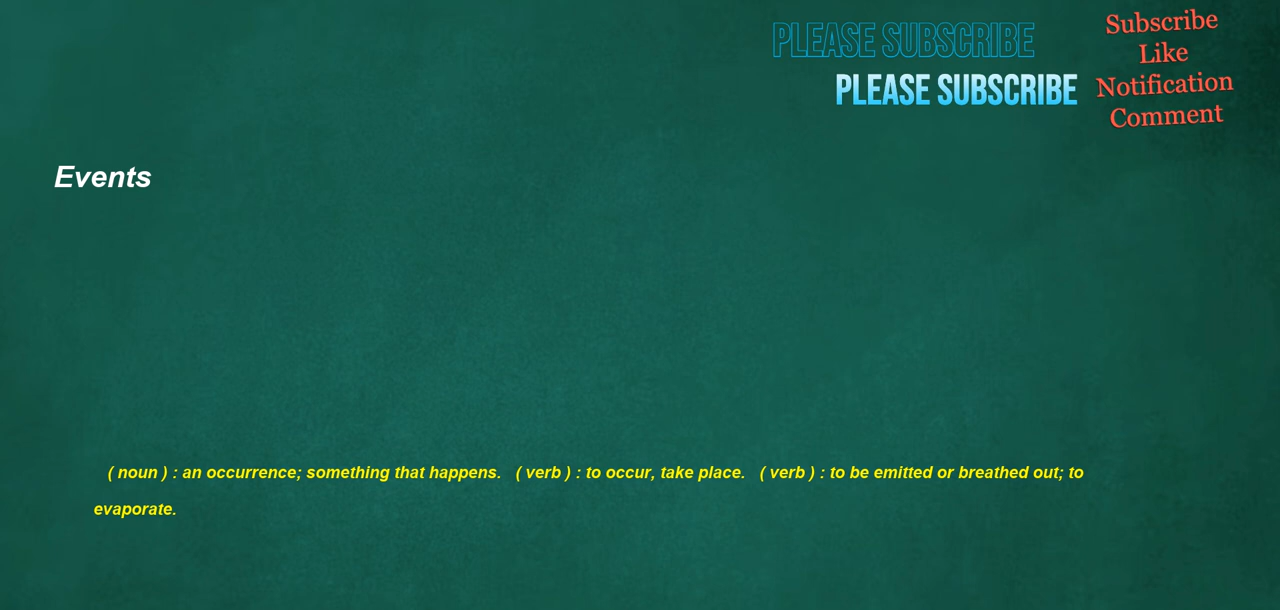 PLEASE SUBSCRIBE
PLEASE SUBSCRIBE
Subscribe
Like
Notification
Comment
Events
( noun ) : an occurrence; something that happens. ( verb ) : to occur, take place. ( verb ) : to be emitted or breathed out; to
evaporate.